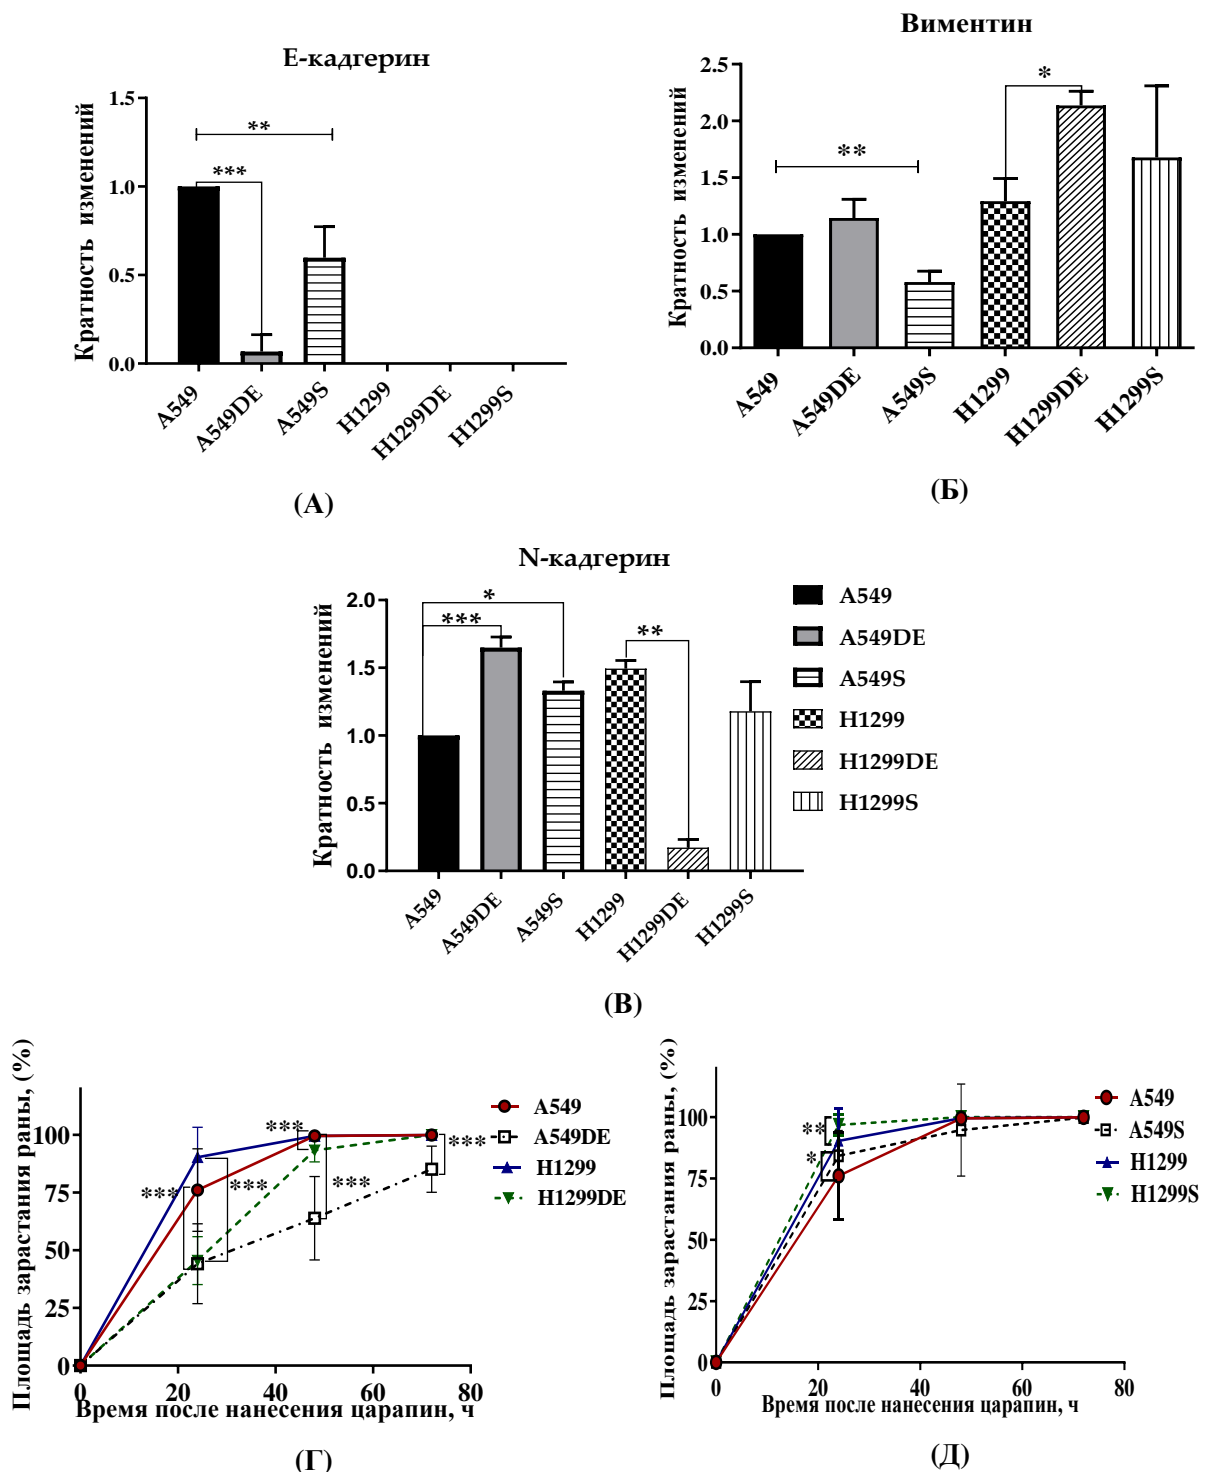 Е-кадгерин
Кратность изменений
1.5
1.0
0.5
0.0
**
***
A549
A549DE
A549S
H1299
H1299DE
H1299S
(А)
Виментин
Кратность изменений
2.5
2.0
1.5
1.0
0.5
0.0
**
*
A549
A549DE
A549S
H1299
H1299DE
H1299S
(Б)
N-кадгерин
Кратность изменений
2.0
1.5
1.0
0.5
0.0
*
***
**
A549
A549DE
A549S
H1299
H1299DE
H1299S
A549
A549DE
A549S
H1299
H1299DE
H1299S
(В)
Площадь зарастания раны, (%)
100
75
50
25
0
***
***
***
***
***
0 20 40 60 80
Время после нанесения царапин, ч
A549
A549DE
H1299
H1299DE
(Г)
Площадь зарастания раны, (%)
100
75
50
25
0
**
*
0 20 40 60 80
Время после нанесения царапин, ч
A549
A549S
H1299
H1299S
(Д)